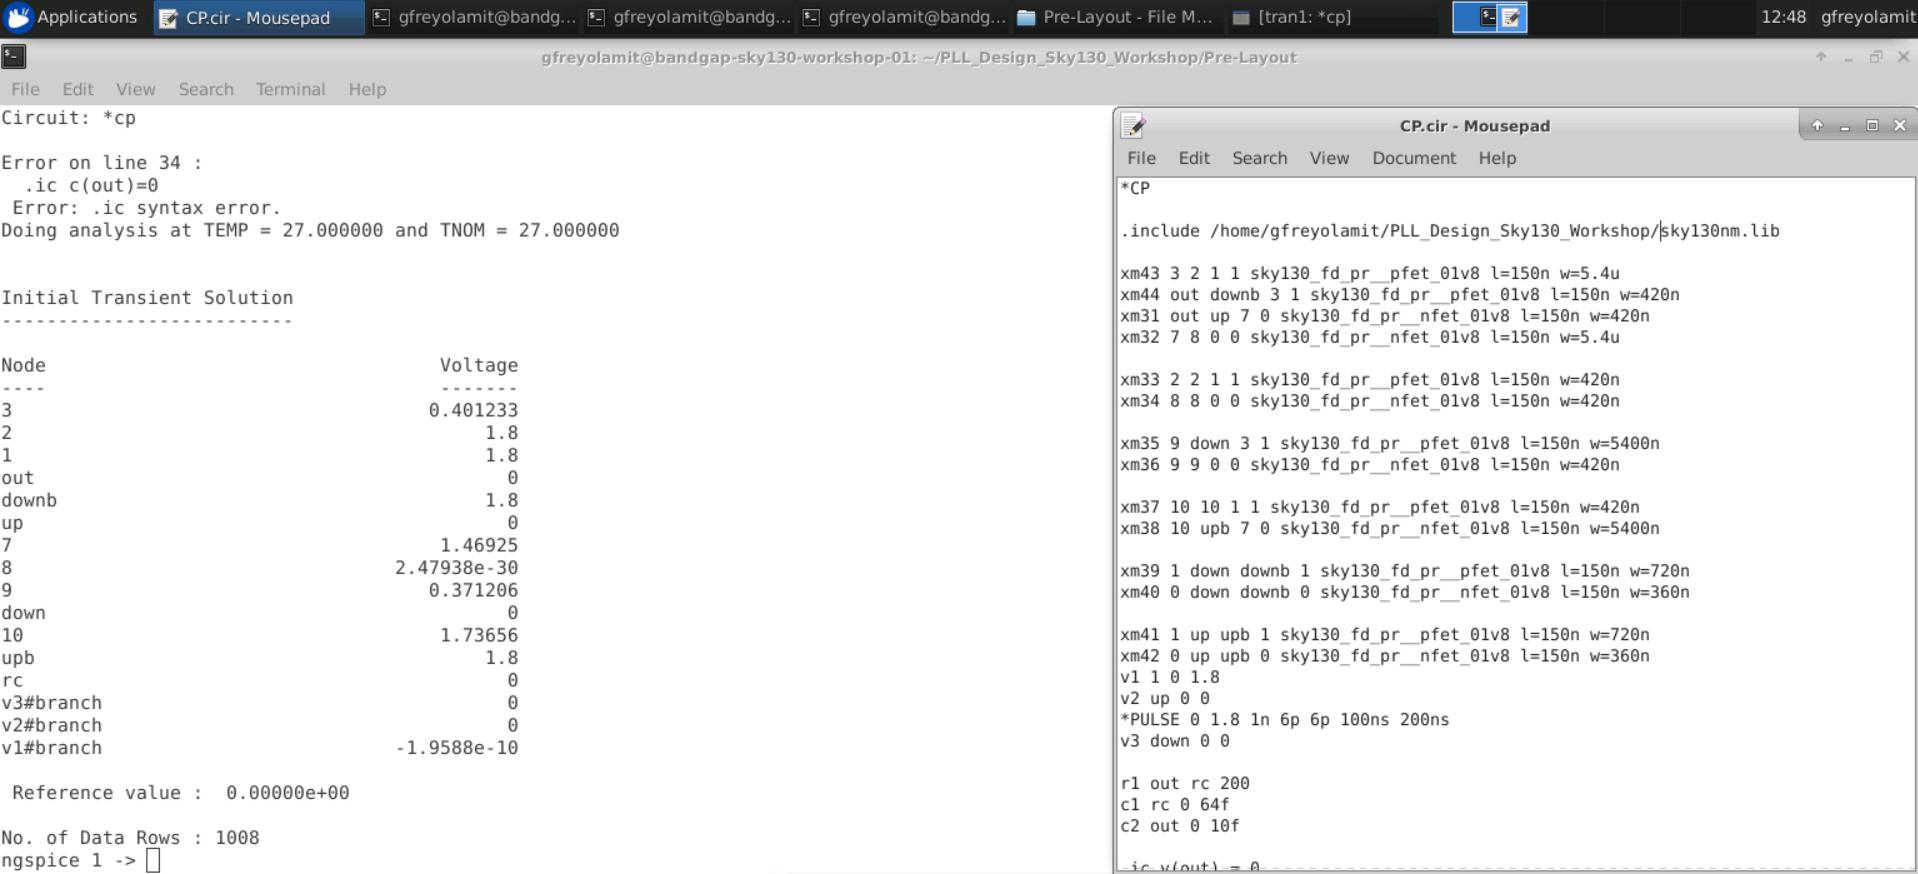 Applications
CP.cir - Mousepad
gfreyolamit@bandg...
gfreyolamit@bandg...
gfreyolamit@bandg...
Pre-Layout - File M...
[tran1: *cp]
12:48
gfreyolamit
gfreyolamit@bandgap-sky130-workshop-01: ~/PLL_Design_Sky130_Workshop/Pre-Layout
File Edit View Search Terminal Help
Circuit: *cp
Error on line 34 :
.ic c(out)=0
Error: .ic syntax error.
Doing analysis at TEMP = 27.000000 and TNOM = 27.000000
Initial Transient Solution
--------------------------
Node Voltage
---- -------
3 0.401233
2 1.8
1 1.8
out 0
downb 1.8
up 0
7 1.46925
8 2.47938e-30
9 0.371206
down 0
10 1.73656
upb 1.8
rc 0
v3#branch 0
v2#branch 0
v1#branch -1.9588e-10
Reference value : 0.00000e+00
No. of Data Rows : 1008
ngspice 1 ->
CP.cir - Mousepad
File Edit Search View Document Help
*CP
.include /home/gfreyolamit/PLL_Design_Sky130_Workshop/sky130nm.lib
xm43 3 2 1 1 sky130_fd_pr__pfet_01v8 l=150n w=5.4u
xm44 out downb 3 1 sky130_fd_pr__pfet_01v8 l=150n w=420n
xm31 out up 7 0 sky130_fd_pr__nfet_01v8 l=150n w=420n
xm32 7 8 0 0 sky130_fd_pr__nfet_01v8 l=150n w=5.4u
xm33 2 2 1 1 sky130_fd_pr__pfet_01v8 l=150n w=420n
xm34 8 8 0 0 sky130_fd_pr__nfet_01v8 l=150n w=420n
xm35 9 down 3 1 sky130_fd_pr__pfet_01v8 l=150n w=5400n
xm36 9 9 0 0 sky130_fd_pr__nfet_01v8 l=150n w=420n
xm37 10 10 1 1 sky130_fd_pr__pfet_01v8 l=150n w=420n
xm38 10 upb 7 0 sky130_fd_pr__nfet_01v8 l=150n w=5400n
xm39 1 down downb 1 sky130_fd_pr__pfet_01v8 l=150n w=720n
xm40 0 down downb 0 sky130_fd_pr__nfet_01v8 l=150n w=360n
xm41 1 up upb 1 sky130_fd_pr__pfet_01v8 l=150n w=720n
xm42 0 up upb 0 sky130_fd_pr__nfet_01v8 l=150n w=360n
v1 1 0 1.8
v2 up 0 0
*PULSE 0 1.8 1n 6p 6p 100ns 200ns
v3 down 0 0
r1 out rc 200
c1 rc 0 64f
c2 out 0 10f
.ic v(out) = 0